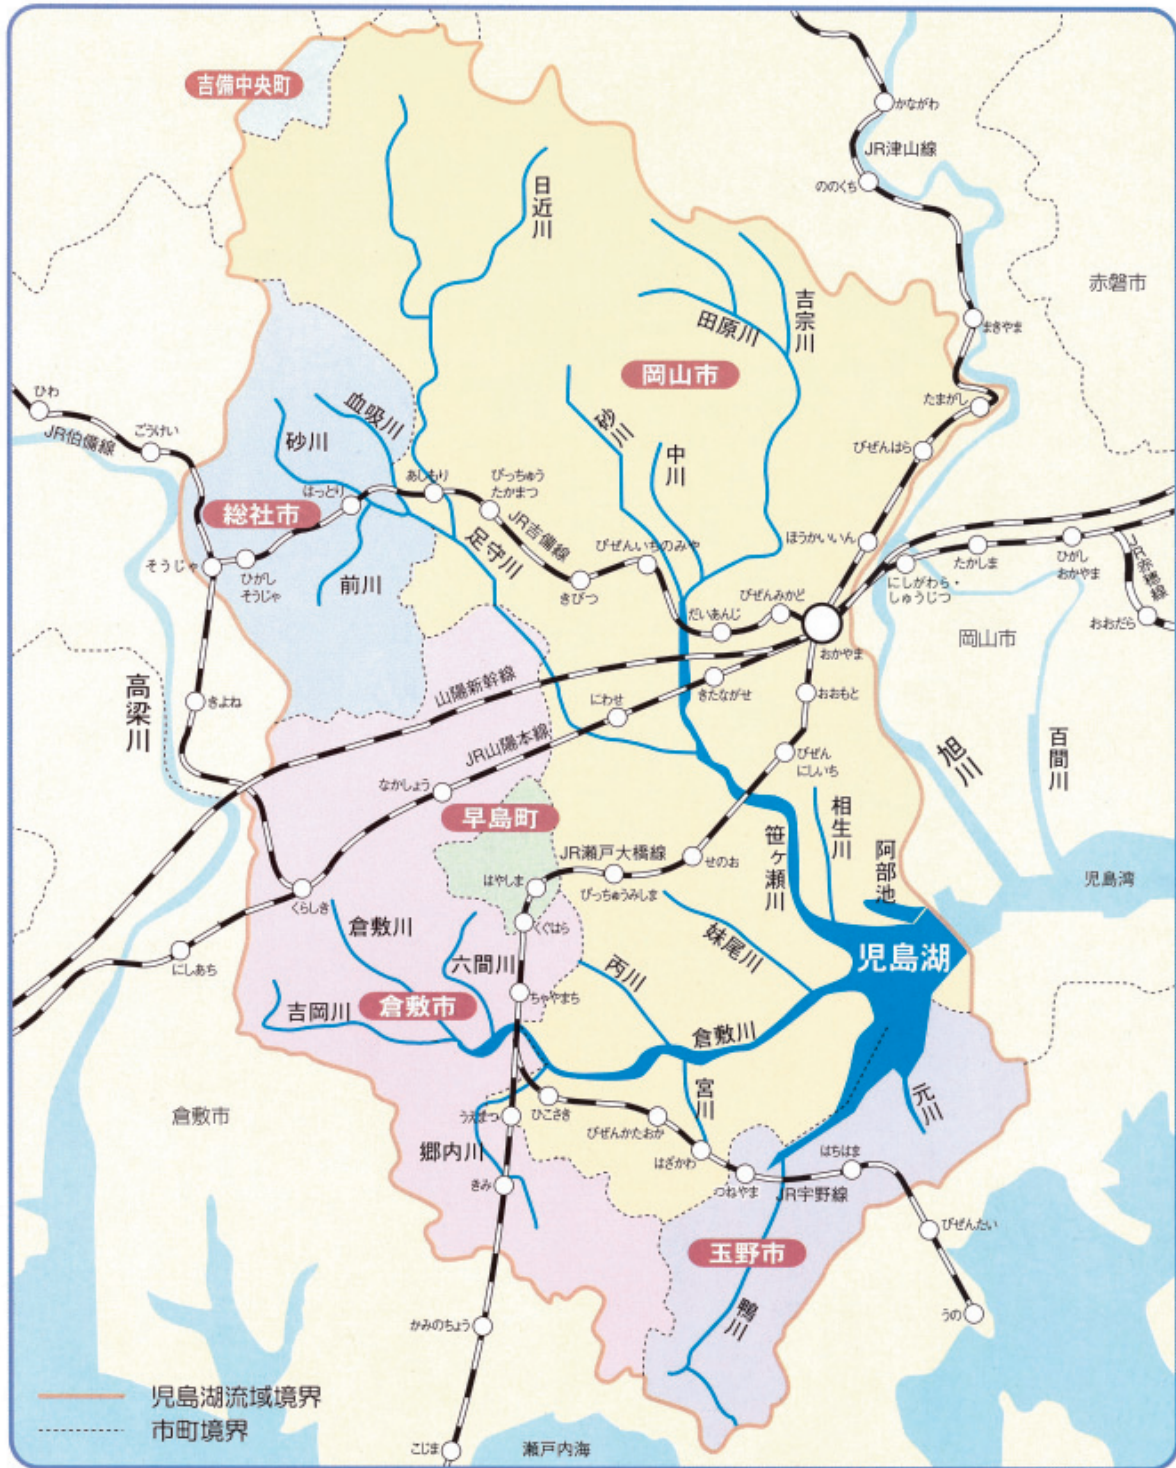 吉備中央町
かながわ
JR津山線
ののくち
日近川
赤磐市
吉宗川
田原川
まきやま
岡山市
ひわ
JR伯備線
ごうけい
血吸川
砂川
砂川
中川
たまがし
びぜんはら
はっとり
あしもり
びっちゅう
たかまつ
JR吉備線
総社市
足守川
びぜんいちのみや
ほうかいいん
そうじゃ
ひがし
そうじゃ
前川
きびつ
たかしま
ひがし
おかやま
JR赤穂線
にしがわら・
しゅうじつ
だいあんじ
びぜんみかど
おおだら
おかやま
岡山市
高梁川
きよね
山陽新幹線
にわせ
きたながせ
おおもと
JR山陽本線
びぜん
にしいち
旭川
百間川
なかしょう
早島町
相生川
笹ヶ瀬川
阿部池
JR瀬戸大橋線
せのお
はやしま
びっちゅうみしま
児島湾
くらしき
倉敷川
くぐはら
妹尾川
にしあち
六間川
丙川
児島湖
ちゃやまち
吉岡川
倉敷市
倉敷川
倉敷市
宮川
元川
うえまつ
ひこさき
びぜんかたおか
郷内川
はざかわ
はちはま
きみ
つねやま
JR宇野線
びぜんたい
玉野市
鴨川
うの
かみのちょう
児島湖流域境界
市町境界
こじま
瀬戸内海